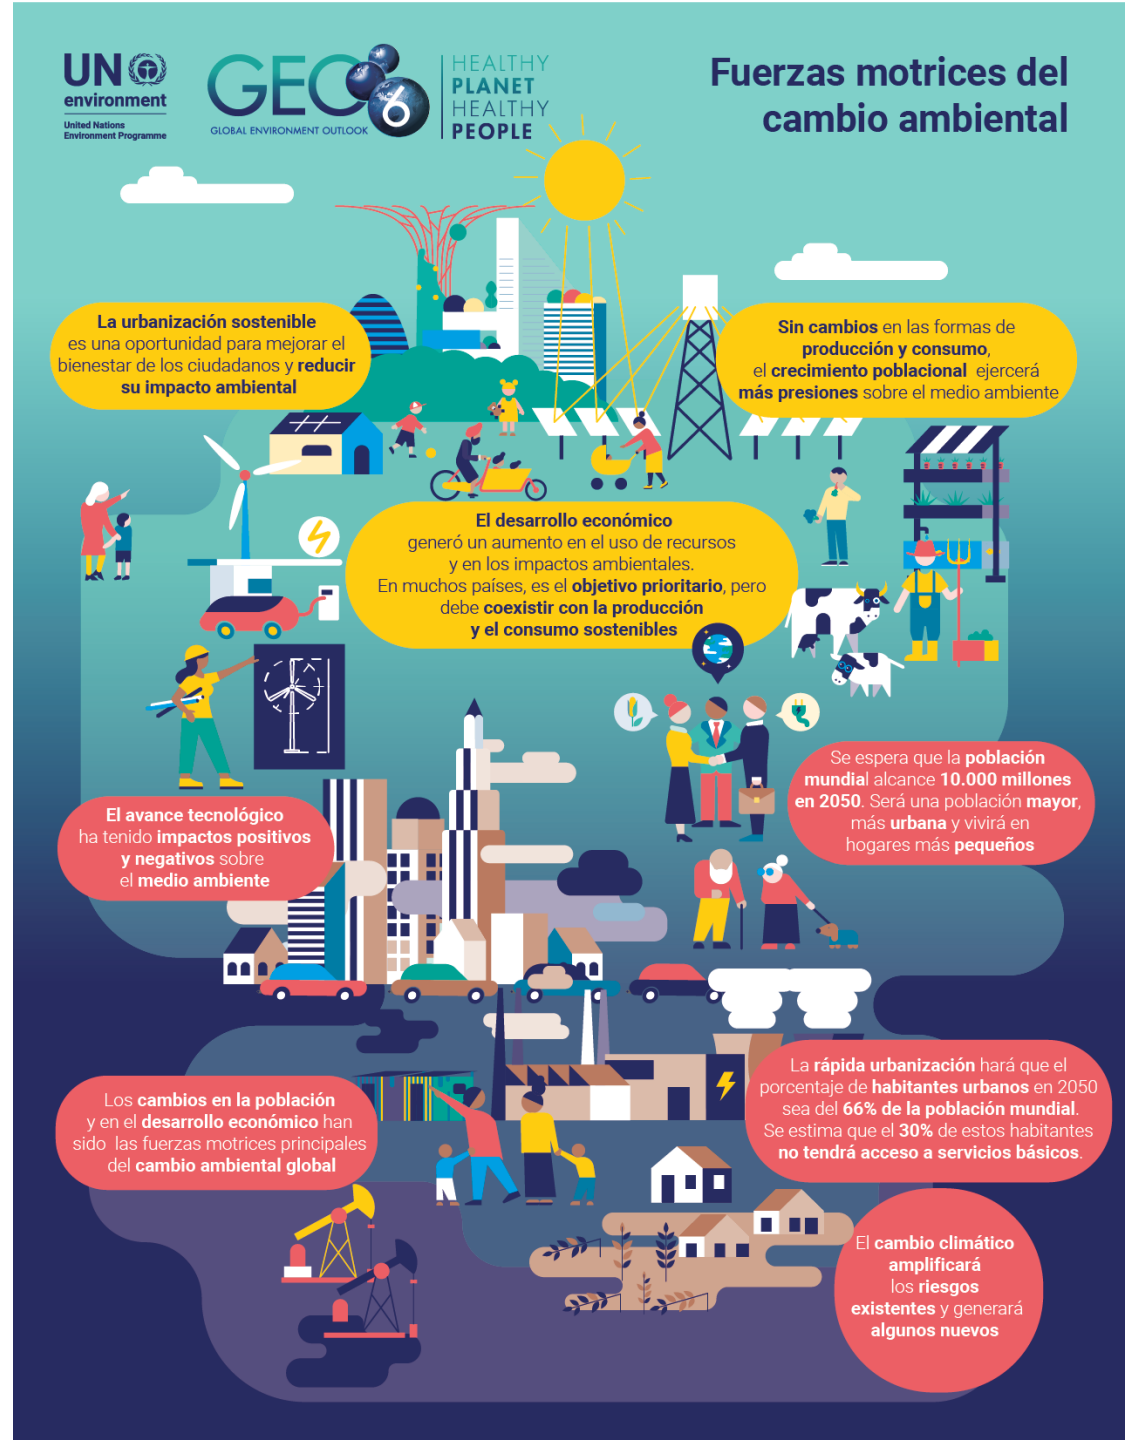 UN
environment
United Nations
Environment Programme
GEO
6
GLOBAL ENVIRONMENT OUTLOOK
HEALTHY
PLANET
HEALTHY
PEOPLE
Fuerzas motrices del
cambio ambiental
La urbanización sostenible
es una oportunidad para mejorar el
bienestar de los ciudadanos y reducir
su impacto ambiental
Sin cambios en las formas de
producción y consumo,
el crecimiento poblacional ejercerá
más presiones sobre el medio ambiente
El desarrollo económico
generó un aumento en el uso de recursos
y en los impactos ambientales.
En muchos países, es el objetivo prioritario, pero
debe coexistir con la producción
y el consumo sostenibles
Se espera que la población
mundial alcance 10.000 millones
en 2050. Será una población mayor,
más urbana y vivirá en
hogares más pequeños
El avance tecnológico
ha tenido impactos positivos
y negativos sobre
el medio ambiente
La rápida urbanización hará que el
porcentaje de habitantes urbanos en 2050
sea del 66% de la población mundial.
Se estima que el 30% de estos habitantes
no tendrá acceso a servicios básicos.
Los cambios en la población
y en el desarrollo económico han
sido las fuerzas motrices principales
del cambio ambiental global
El cambio climático
amplificará
los riesgos
existentes y generará
algunos nuevos